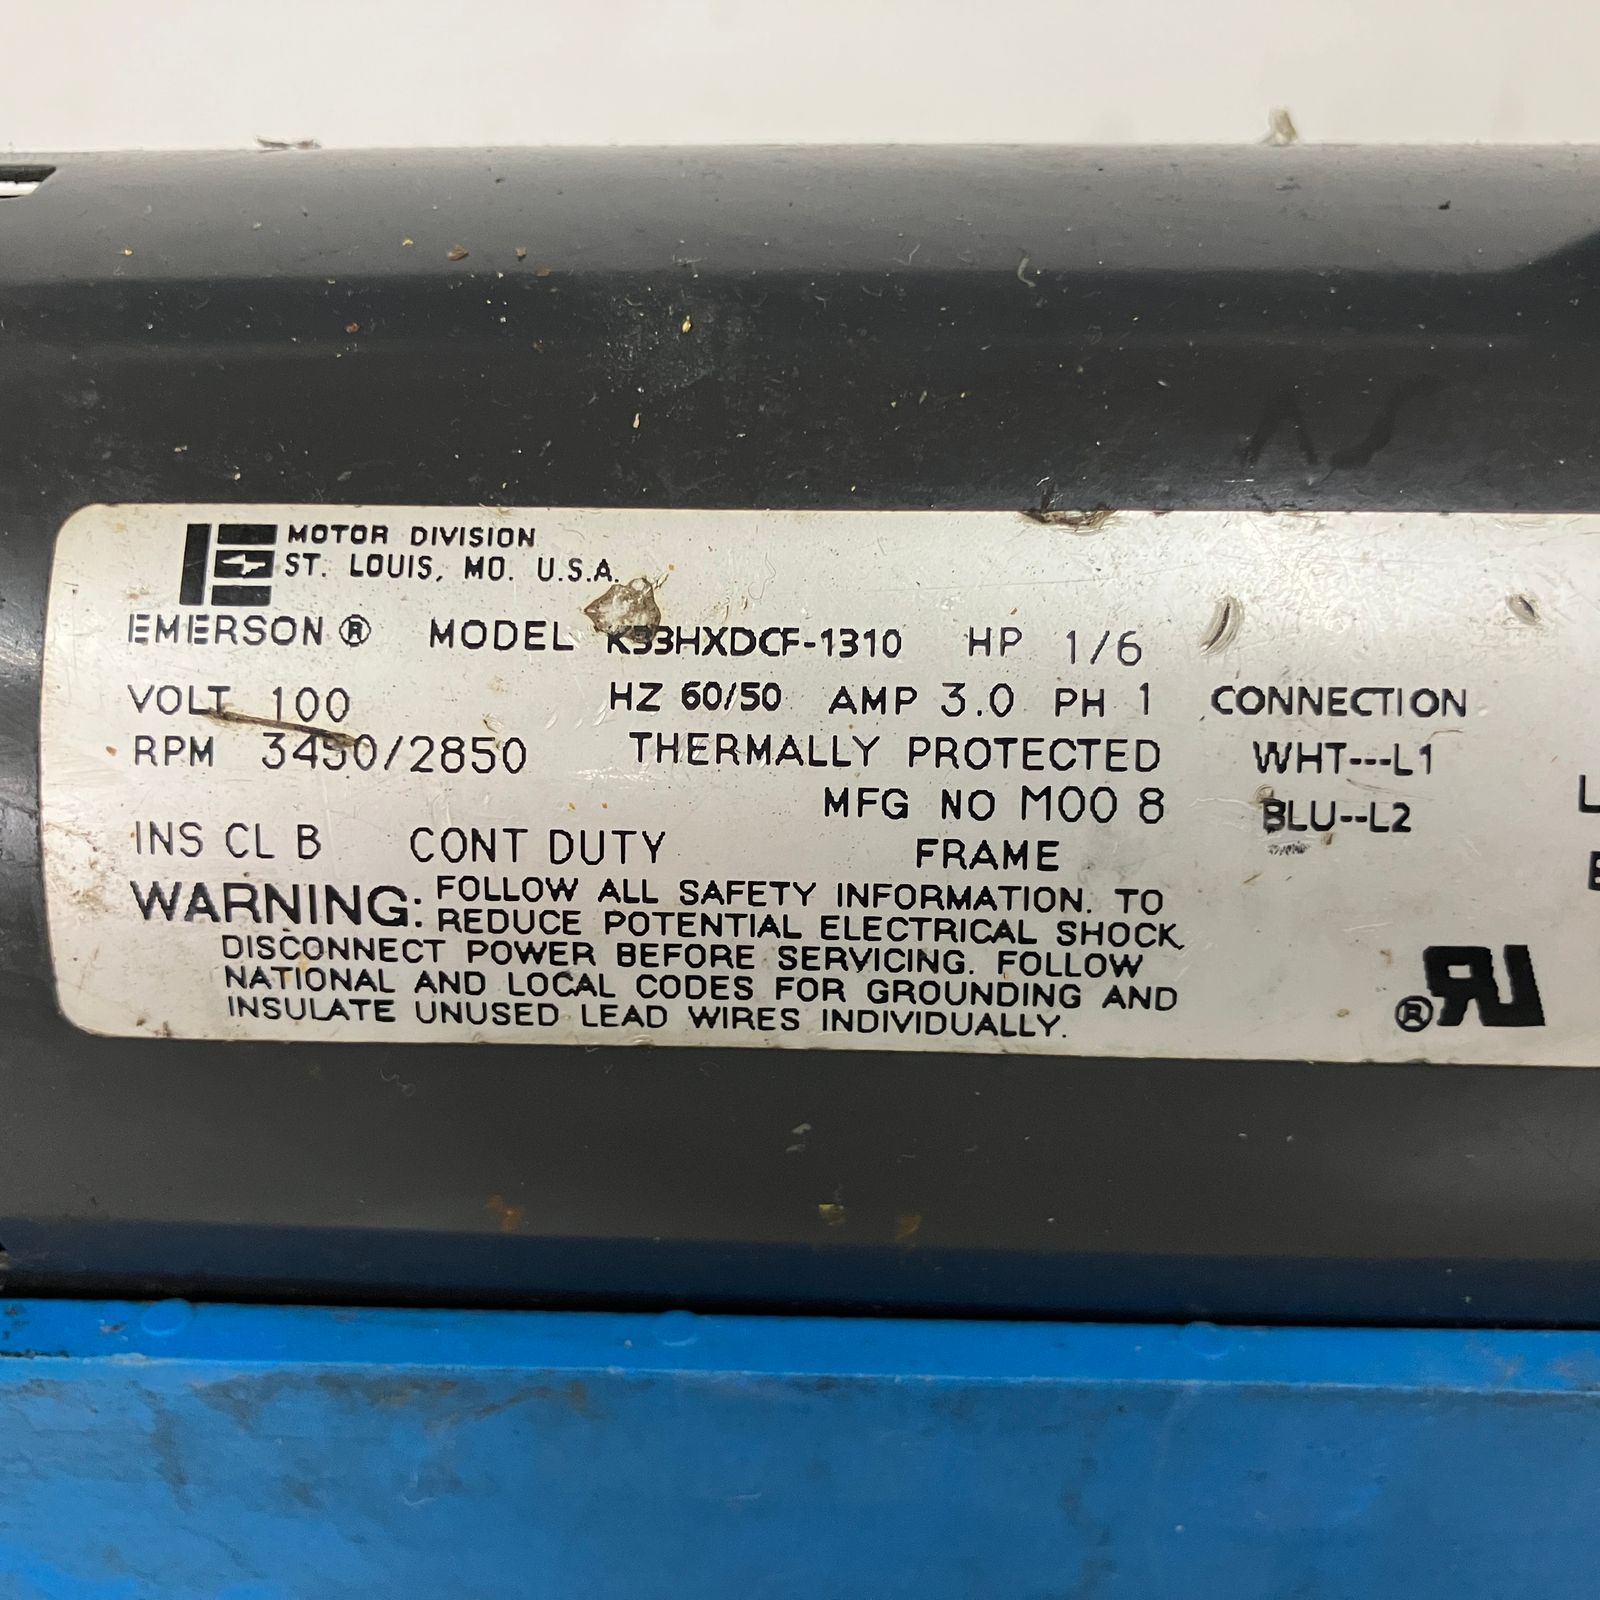 MOTOR DIVISION
ST. LOUIS, MO. U.S.A.
EMERSON ® MODEL K33HXDCF-1310 HP 1/6
VOLT 100 HZ 60/50 AMP 3.0 PH 1 CONNECTION
RPM 3450/2850 THERMALLY PROTECTED WHT---L1
MFG NO M00 8 BLU--L2
INS CL B CONT DUTY FRAME
WARNING: FOLLOW ALL SAFETY INFORMATION. TO
REDUCE POTENTIAL ELECTRICAL SHOCK,
DISCONNECT POWER BEFORE SERVICING. FOLLOW
NATIONAL AND LOCAL CODES FOR GROUNDING AND
INSULATE UNUSED LEAD WIRES INDIVIDUALLY.